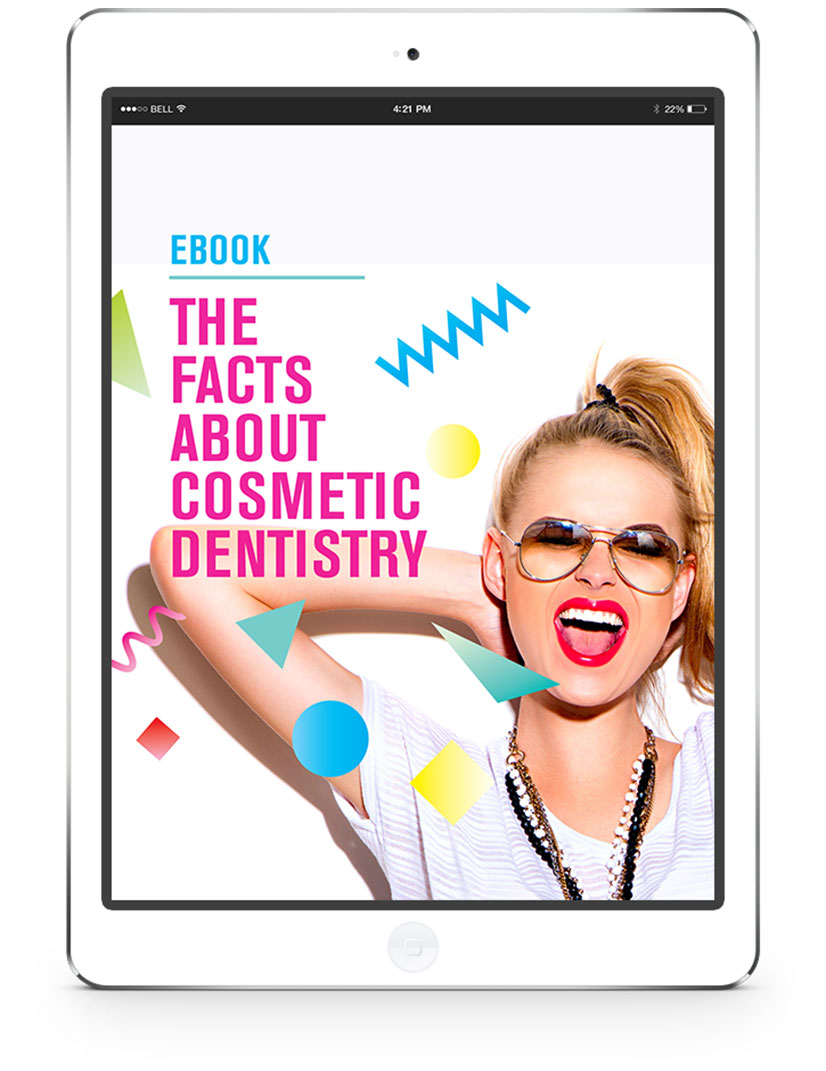 BELL
4:21 PM
22%
EBOOK
THE
FACTS
ABOUT
COSMETIC
DENTISTRY